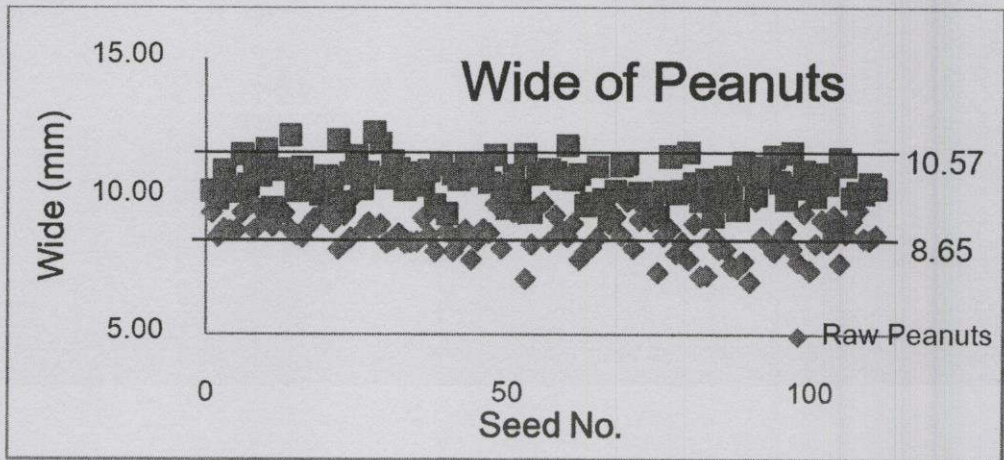 15.00
Wide of Peanuts
10.57
Wide (mm)
10.00
8.65
5.00
Raw Peanuts
0 50 100
Seed No.